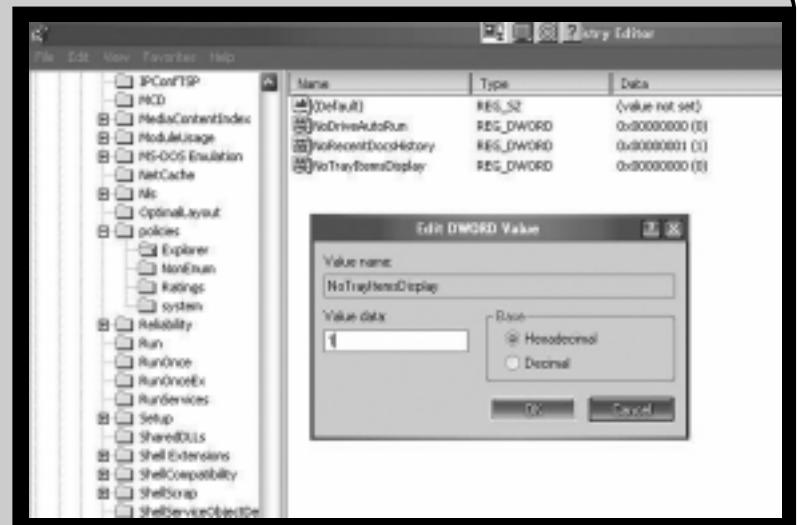 ?
istry Editor
File Edit View Favorites Help
IPConfTSP
MCD
MediaContentIndex
ModuleUsage
MS-DOS Emulation
NetCache
Nls
OptimalLayout
policies
Explorer
NonEnum
Ratings
system
Reliability
Run
RunOnce
RunOnceEx
RunServices
Setup
SharedDLLs
Shell Extensions
ShellCompatibility
ShellScrap
ShellServiceObjectDe
Name Type Data
(Default) REG_SZ (value not set)
NoDriveAutoRun REG_DWORD 0x00000000 (0)
NoRecentDocsHistory REG_DWORD 0x00000001 (1)
NoTrayItemsDisplay REG_DWORD 0x00000000 (0)
Edit DWORD Value
Value name:
NoTrayItemsDisplay
Value data:
1
Base
Hexadecimal
Decimal
OK Cancel